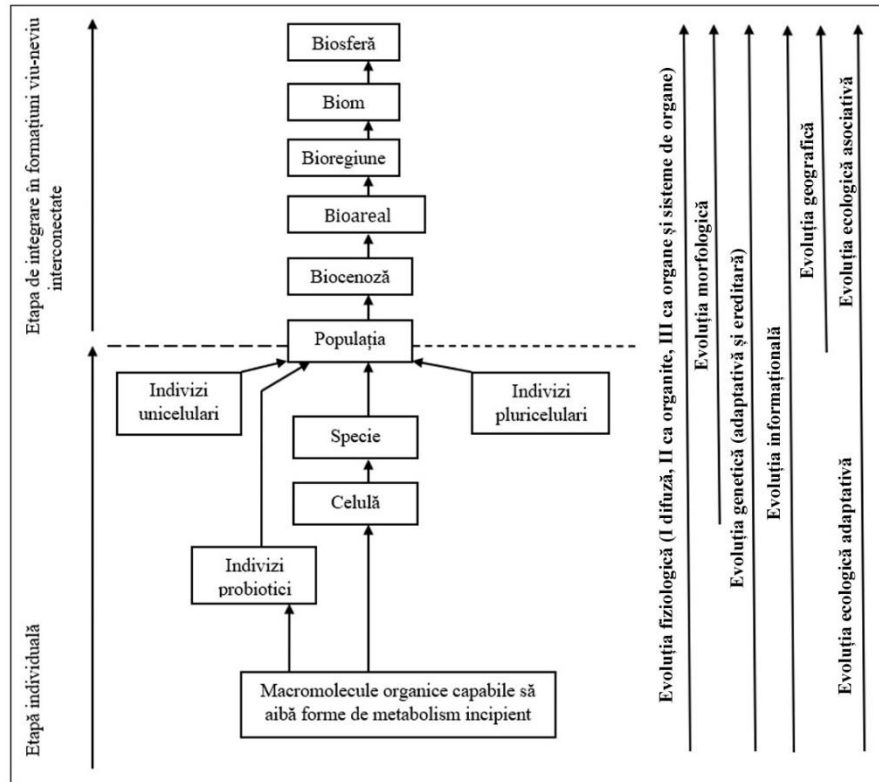 Biosferă
Biom
Bioregiune
Bioareal
Biocenoză
Populația
Indivizi
unicelulari
Indivizi
pluricelulari
Specie
Celulă
Indivizi
probiotici
Macromolecule organice capabile să
aibă forme de metabolism incipient
Etapa de integrare în formațiuni viu-neviu
interconectate
Etapă individuală
Evoluția fiziologică (I difuză, II ca organite, III ca organe și sisteme de organe)
Evoluția morfologică
Evoluția genetică (adaptativă și ereditară)
Evoluția informațională
Evoluția geografică
Evoluția ecologică asociativă
Evoluția ecologică adaptativă